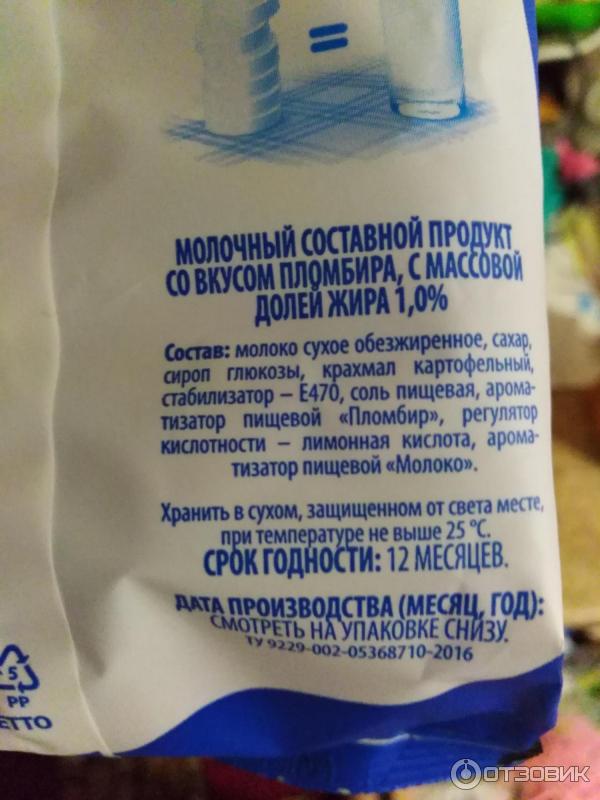 =
МОЛОЧНЫЙ СОСТАВНОЙ ПРОДУКТ
СО ВКУСОМ ПЛОМБИРА, С МАССОВОЙ
ДОЛЕЙ ЖИРА 1,0%
Состав: молоко сухое обезжиренное, сахар,
сироп глюкозы, крахмал картофельный,
стабилизатор – Е470, соль пищевая, арома-
тизатор пищевой «Пломбир», регулятор
кислотности – лимонная кислота, арома-
тизатор пищевой «Молоко».
Хранить в сухом, защищенном от света месте,
при температуре не выше 25 °С.
СРОК ГОДНОСТИ: 12 МЕСЯЦЕВ.
ДАТА ПРОИЗВОДСТВА (МЕСЯЦ, ГОД):
СМОТРЕТЬ НА УПАКОВКЕ СНИЗУ.
ТУ 9229-002-05368710-2016
5
PP
ЕТТО
ОТЗОВИК